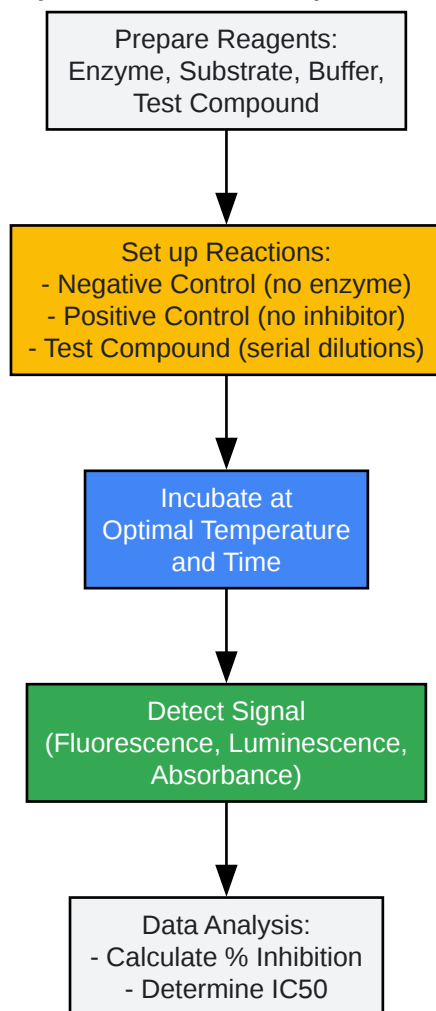 Prepare Reagents:
Enzyme, Substrate, Buffer,
Test Compound
Set up Reactions:
- Negative Control (no enzyme)
- Positive Control (no inhibitor)
- Test Compound (serial dilutions)
Incubate at
Optimal Temperature
and Time
Detect Signal
(Fluorescence, Luminescence,
Absorbance)
Data Analysis:
- Calculate % Inhibition
- Determine IC50